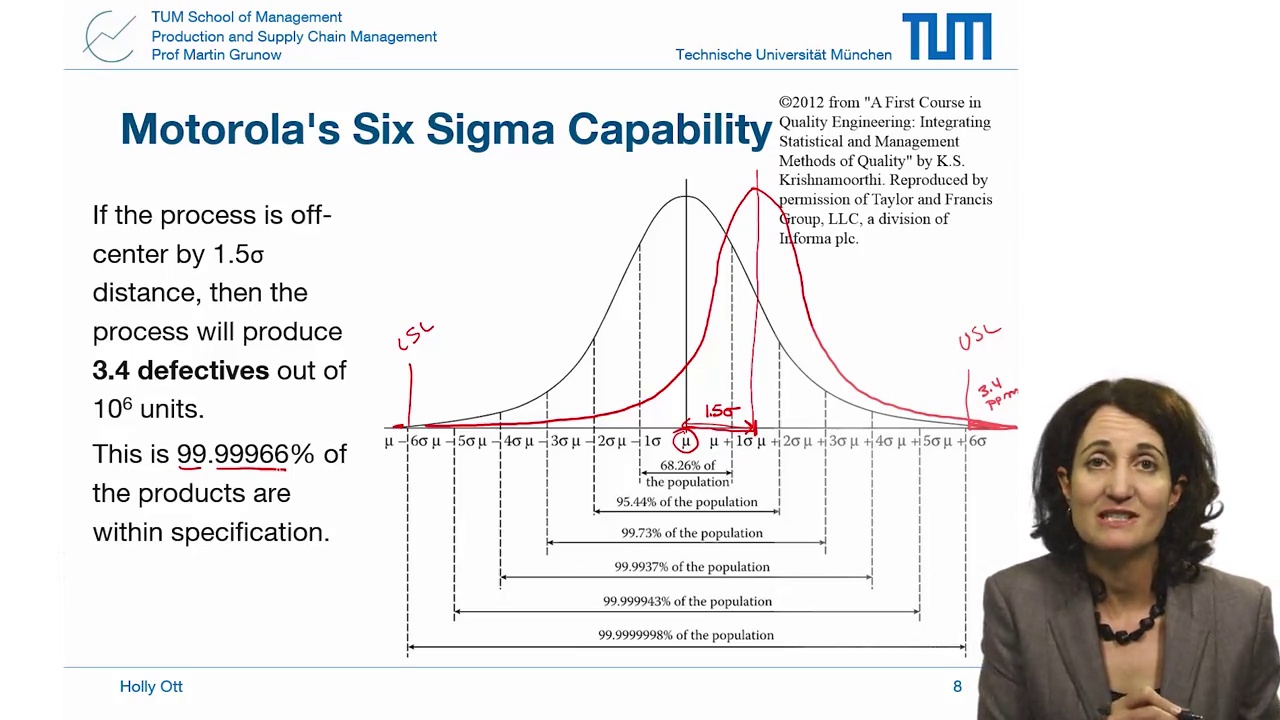 TUM School of Management
Production and Supply Chain Management
Prof Martin Grunow
Technische Universität München
TUM
Motorola's Six Sigma Capability
©2012 from "A First Course in
Quality Engineering: Integrating
Statistical and Management
Methods of Quality" by K.S.
Krishnamoorthi. Reproduced by
permission of Taylor and Francis
Group, LLC, a division of
Informa plc.
If the process is off-
center by 1.5σ
distance, then the
process will produce
3.4 defectives out of
10⁶ units.
This is 99.99966% of
the products are
within specification.
LSL
USL
3.4
ppm
1.5σ
μ – 6σ μ – 5σ μ – 4σ μ – 3σ μ – 2σ μ – 1σ μ μ + 1σ μ + 2σ μ + 3σ μ + 4σ μ + 5σ μ + 6σ
68.26% of
the population
95.44% of the population
99.73% of the population
99.9937% of the population
99.999943% of the population
99.9999998% of the population
Holly Ott
8